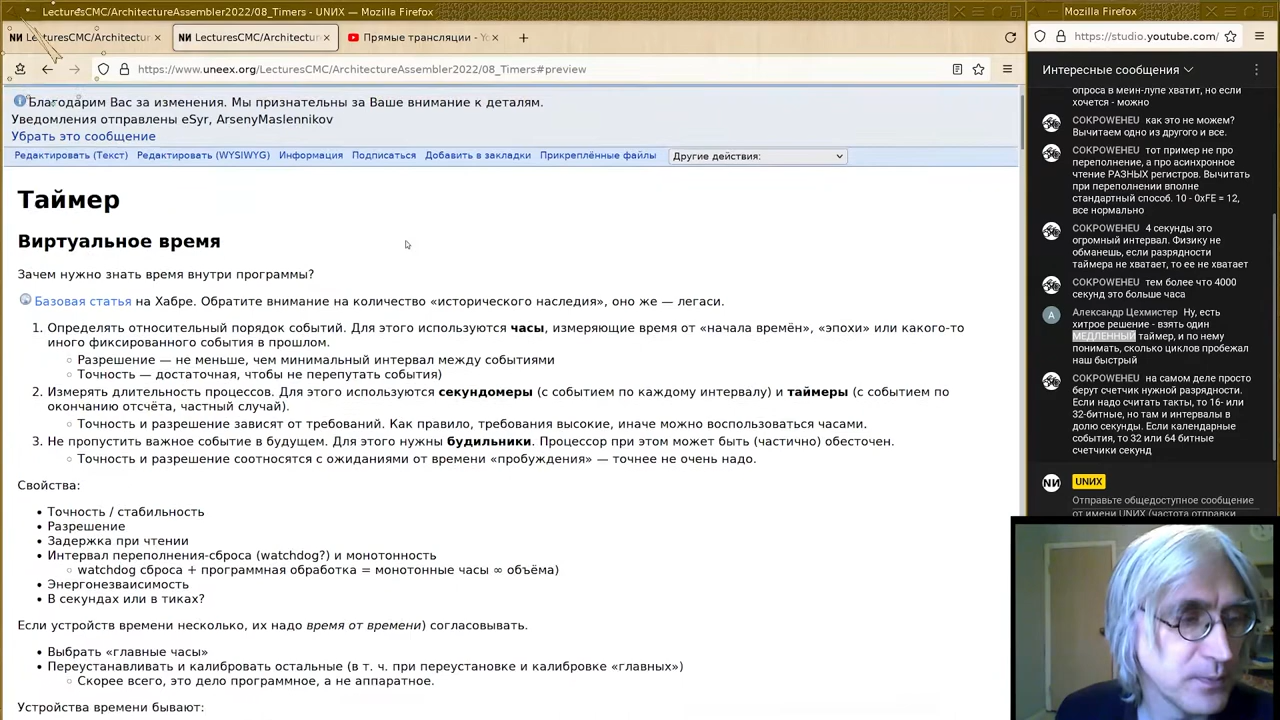 LecturesCMC/ArchitectureAssembler2022/08_Timers - UNИX — Mozilla Firefox
Mozilla Firefox
LecturesCMC/Architectur
LecturesCMC/Architectur
Прямые трансляции - Yo
https://www.uneex.org/LecturesCMC/ArchitectureAssembler2022/08_Timers#preview
https://studio.youtube.com/
Благодарим Вас за изменения. Мы признательны за Ваше внимание к деталям.
Уведомления отправлены eSyr, ArsenyMaslennikov
Убрать это сообщение
Редактировать (Текст) Редактировать (WYSIWYG) Информация Подписаться Добавить в закладки Прикреплённые файлы Другие действия:
Таймер
Виртуальное время
Зачем нужно знать время внутри программы?
Базовая статья на Хабре. Обратите внимание на количество «исторического наследия», оно же — легаси.
1. Определять относительный порядок событий. Для этого используются часы, измеряющие время от «начала времён», «эпохи» или какого-то
иного фиксированного события в прошлом.
Разрешение — не меньше, чем минимальный интервал между событиями
Точность — достаточная, чтобы не перепутать события)
2. Измерять длительность процессов. Для этого используются секундомеры (с событием по каждому интервалу) и таймеры (с событием по
окончанию отсчёта, частный случай).
Точность и разрешение зависят от требований. Как правило, требования высокие, иначе можно воспользоваться часами.
3. Не пропустить важное событие в будущем. Для этого нужны будильники. Процессор при этом может быть (частично) обесточен.
Точность и разрешение соотносятся с ожиданиями от времени «пробуждения» — точнее не очень надо.
Свойства:
Точность / стабильность
Разрешение
Задержка при чтении
Интервал переполнения-сброса (watchdog?) и монотонность
watchdog сброса + программная обработка = монотонные часы ∞ объёма)
Энергонезваисимость
В секундах или в тиках?
Если устройств времени несколько, их надо время от времени) согласовывать.
Выбрать «главные часы»
Переустанавливать и калибровать остальные (в т. ч. при переустановке и калибровке «главных»)
Скорее всего, это дело программное, а не аппаратное.
Устройства времени бывают:
Интересные сообщения
опроса в меин-лупе хватит, но если
хочется - можно
COKPOWEHEU как это не можем?
Вычитаем одно из другого и все.
COKPOWEHEU тот пример не про
переполнение, а про асинхронное
чтение РАЗНЫХ регистров. Вычитать
при переполнении вполне
стандартный способ. 10 - 0xFE = 12,
все нормально
COKPOWEHEU 4 секунды это
огромный интервал. Физику не
обманешь, если разрядности
таймера не хватает, то ее не хватает
COKPOWEHEU тем более что 4000
секунд это больше часа
Александр Цехмистер Ну, есть
хитрое решение - взять один
МЕДЛЕННЫЙ таймер, и по нему
понимать, сколько циклов пробежал
наш быстрый
COKPOWEHEU на самом деле просто
берут счетчик нужной разрядности.
Если надо считать такты, то 16- или
32-битные, но там и интервалы в
долю секунды. Если календарные
события, то 32 или 64 битные
счетчики секунд
UNИX
Отправьте общедоступное сообщение
от имени UNИX (частота отправки